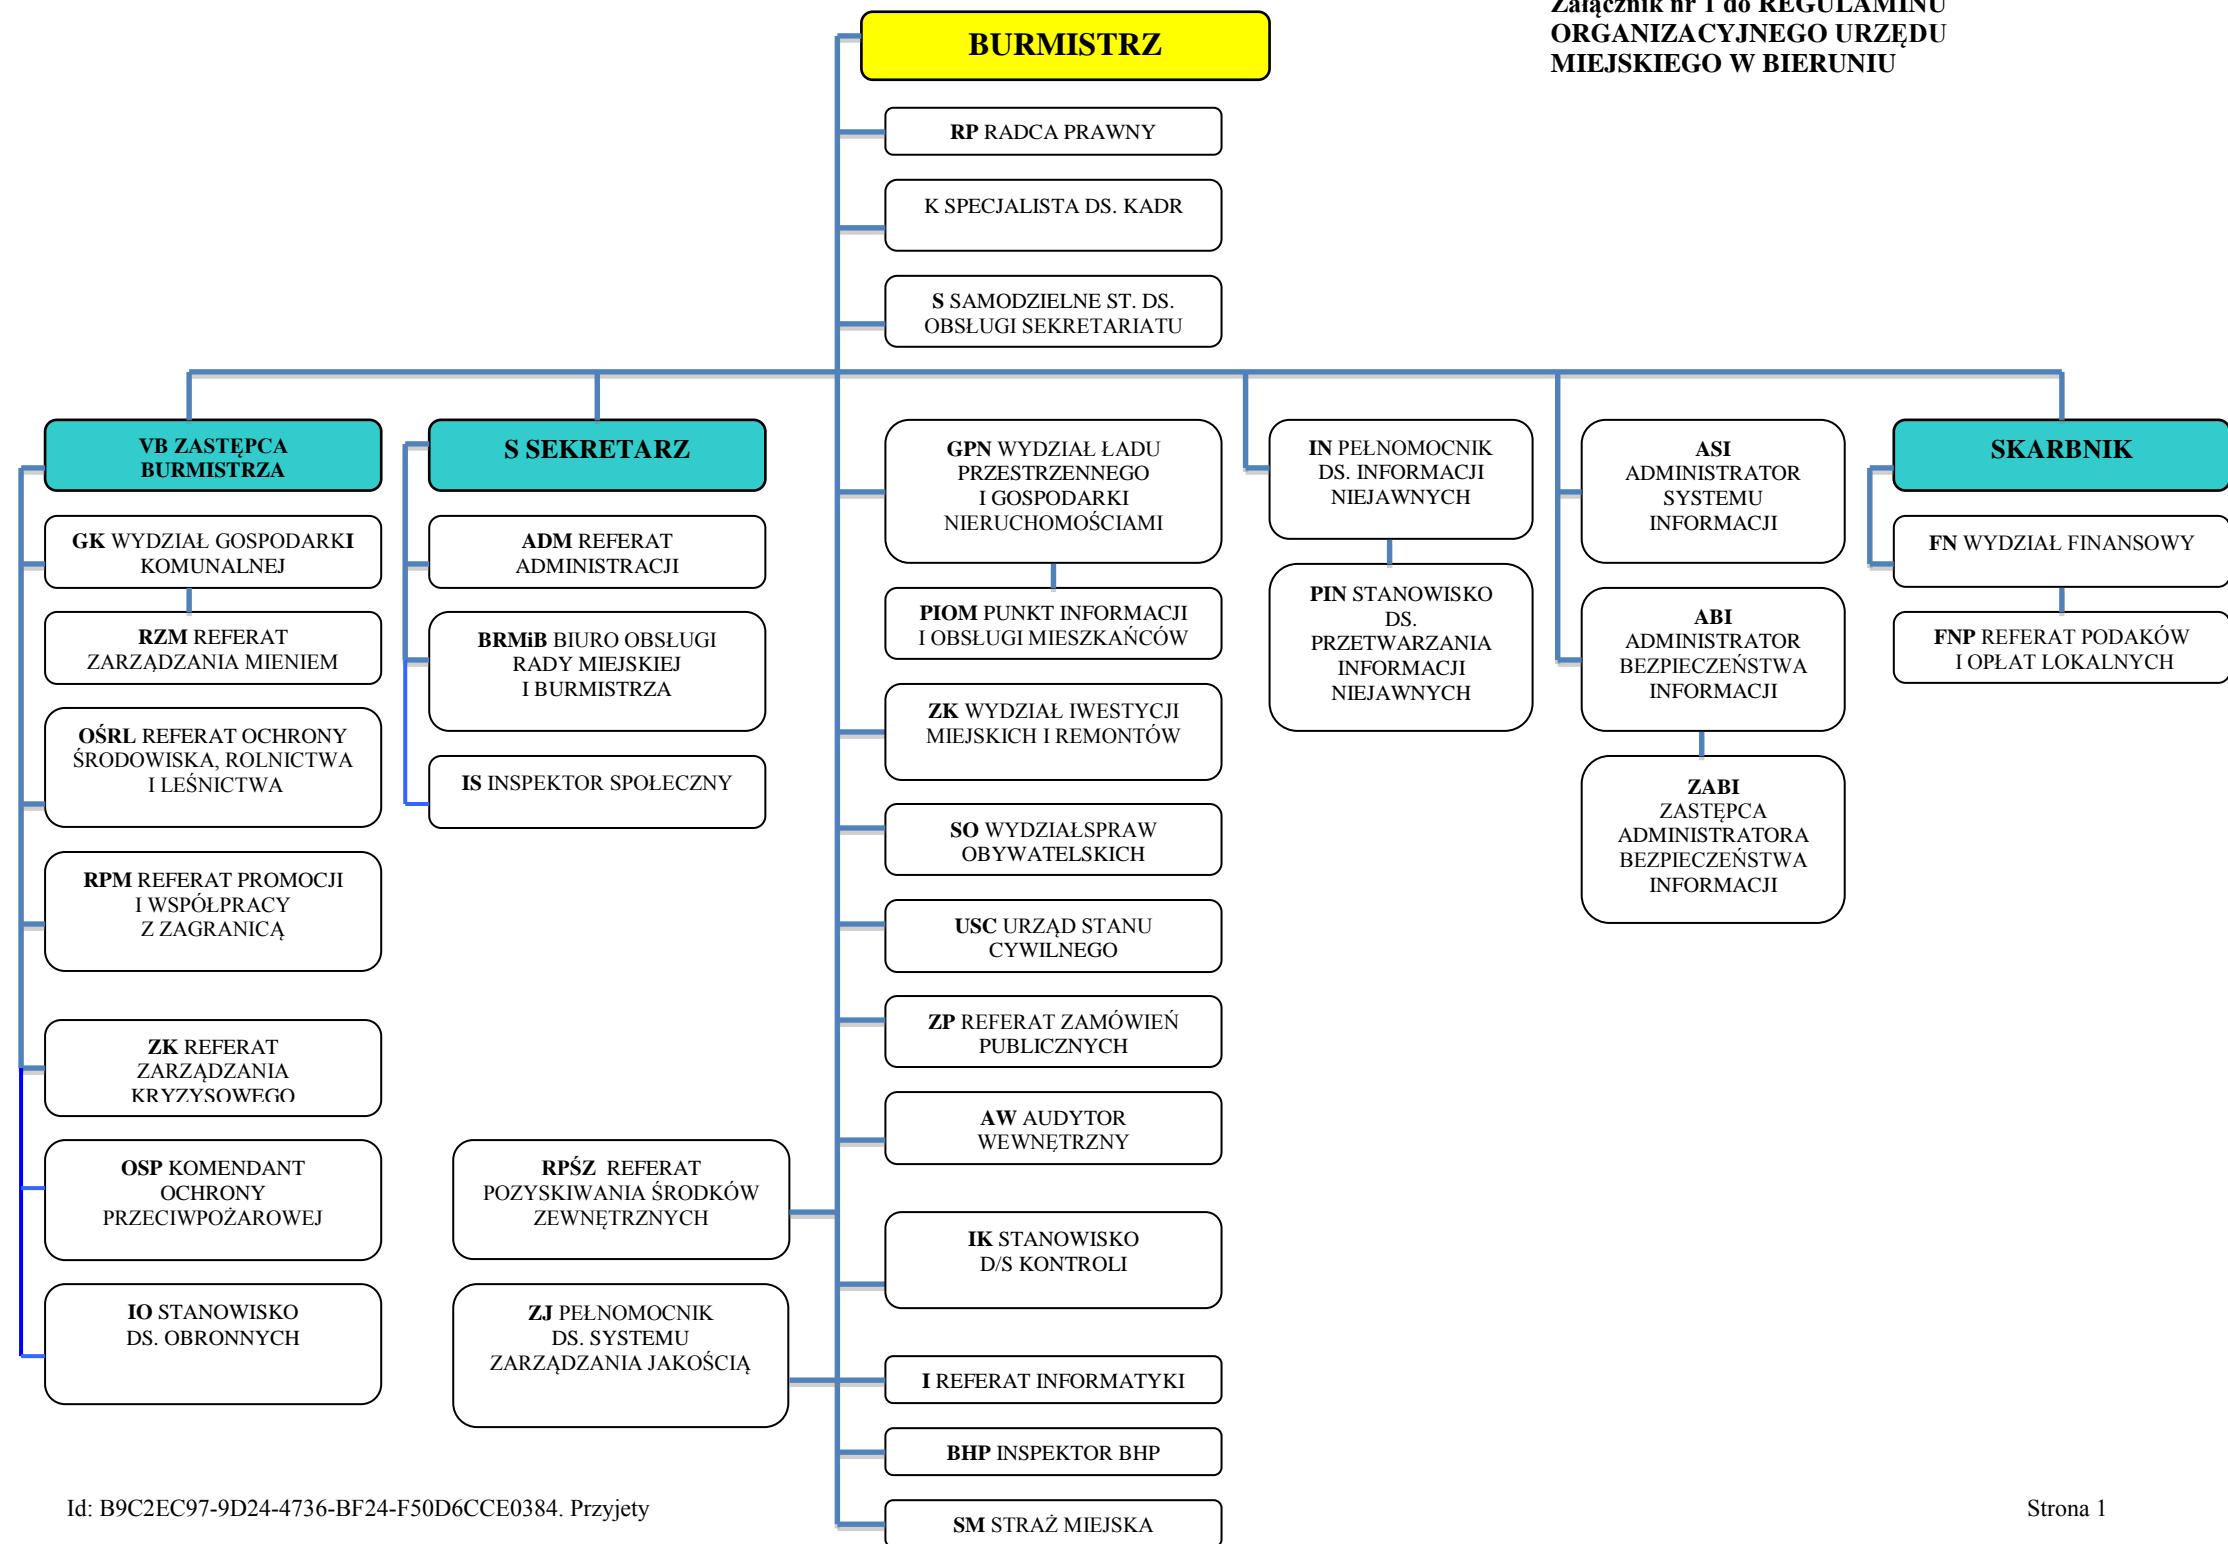 Załącznik nr 1 do REGULAMINU
ORGANIZACYJNEGO URZĘDU
MIEJSKIEGO W BIERUNIU
BURMISTRZ
RP RADCA PRAWNY
K SPECJALISTA DS. KADR
S SAMODZIELNE ST. DS.
OBSŁUGI SEKRETARIATU
VB ZASTĘPCA
BURMISTRZA
GK WYDZIAŁ GOSPODARKI
KOMUNALNEJ
RZM REFERAT
ZARZĄDZANIA MIENIEM
OŚRL REFERAT OCHRONY
ŚRODOWISKA, ROLNICTWA
I LEŚNICTWA
RPM REFERAT PROMOCJI
I WSPÓŁPRACY
Z ZAGRANICĄ
ZK REFERAT
ZARZĄDZANIA
KRYZYSOWEGO
OSP KOMENDANT
OCHRONY
PRZECIWPOŻAROWEJ
IO STANOWISKO
DS. OBRONNYCH
S SEKRETARZ
ADM REFERAT
ADMINISTRACJI
BRMiB BIURO OBSŁUGI
RADY MIEJSKIEJ
I BURMISTRZA
IS INSPEKTOR SPOŁECZNY
RPŚZ REFERAT
POZYSKIWANIA ŚRODKÓW
ZEWNĘTRZNYCH
ZJ PEŁNOMOCNIK
DS. SYSTEMU
ZARZĄDZANIA JAKOŚCIĄ
GPN WYDZIAŁ ŁADU
PRZESTRZENNEGO
I GOSPODARKI
NIERUCHOMOŚCIAMI
PIOM PUNKT INFORMACJI
I OBSŁUGI MIESZKAŃCÓW
ZK WYDZIAŁ IWESTYCJI
MIEJSKICH I REMONTÓW
SO WYDZIAŁSPRAW
OBYWATELSKICH
USC URZĄD STANU
CYWILNEGO
ZP REFERAT ZAMÓWIEŃ
PUBLICZNYCH
AW AUDYTOR
WEWNĘTRZNY
IK STANOWISKO
D/S KONTROLI
I REFERAT INFORMATYKI
BHP INSPEKTOR BHP
SM STRAŻ MIEJSKA
IN PEŁNOMOCNIK
DS. INFORMACJI
NIEJAWNYCH
PIN STANOWISKO
DS.
PRZETWARZANIA
INFORMACJI
NIEJAWNYCH
ASI
ADMINISTRATOR
SYSTEMU
INFORMACJI
ABI
ADMINISTRATOR
BEZPIECZEŃSTWA
INFORMACJI
ZABI
ZASTĘPCA
ADMINISTRATORA
BEZPIECZEŃSTWA
INFORMACJI
SKARBNIK
FN WYDZIAŁ FINANSOWY
FNP REFERAT PODAKÓW
I OPŁAT LOKALNYCH
Id: B9C2EC97-9D24-4736-BF24-F50D6CCE0384. Przyjety
Strona 1